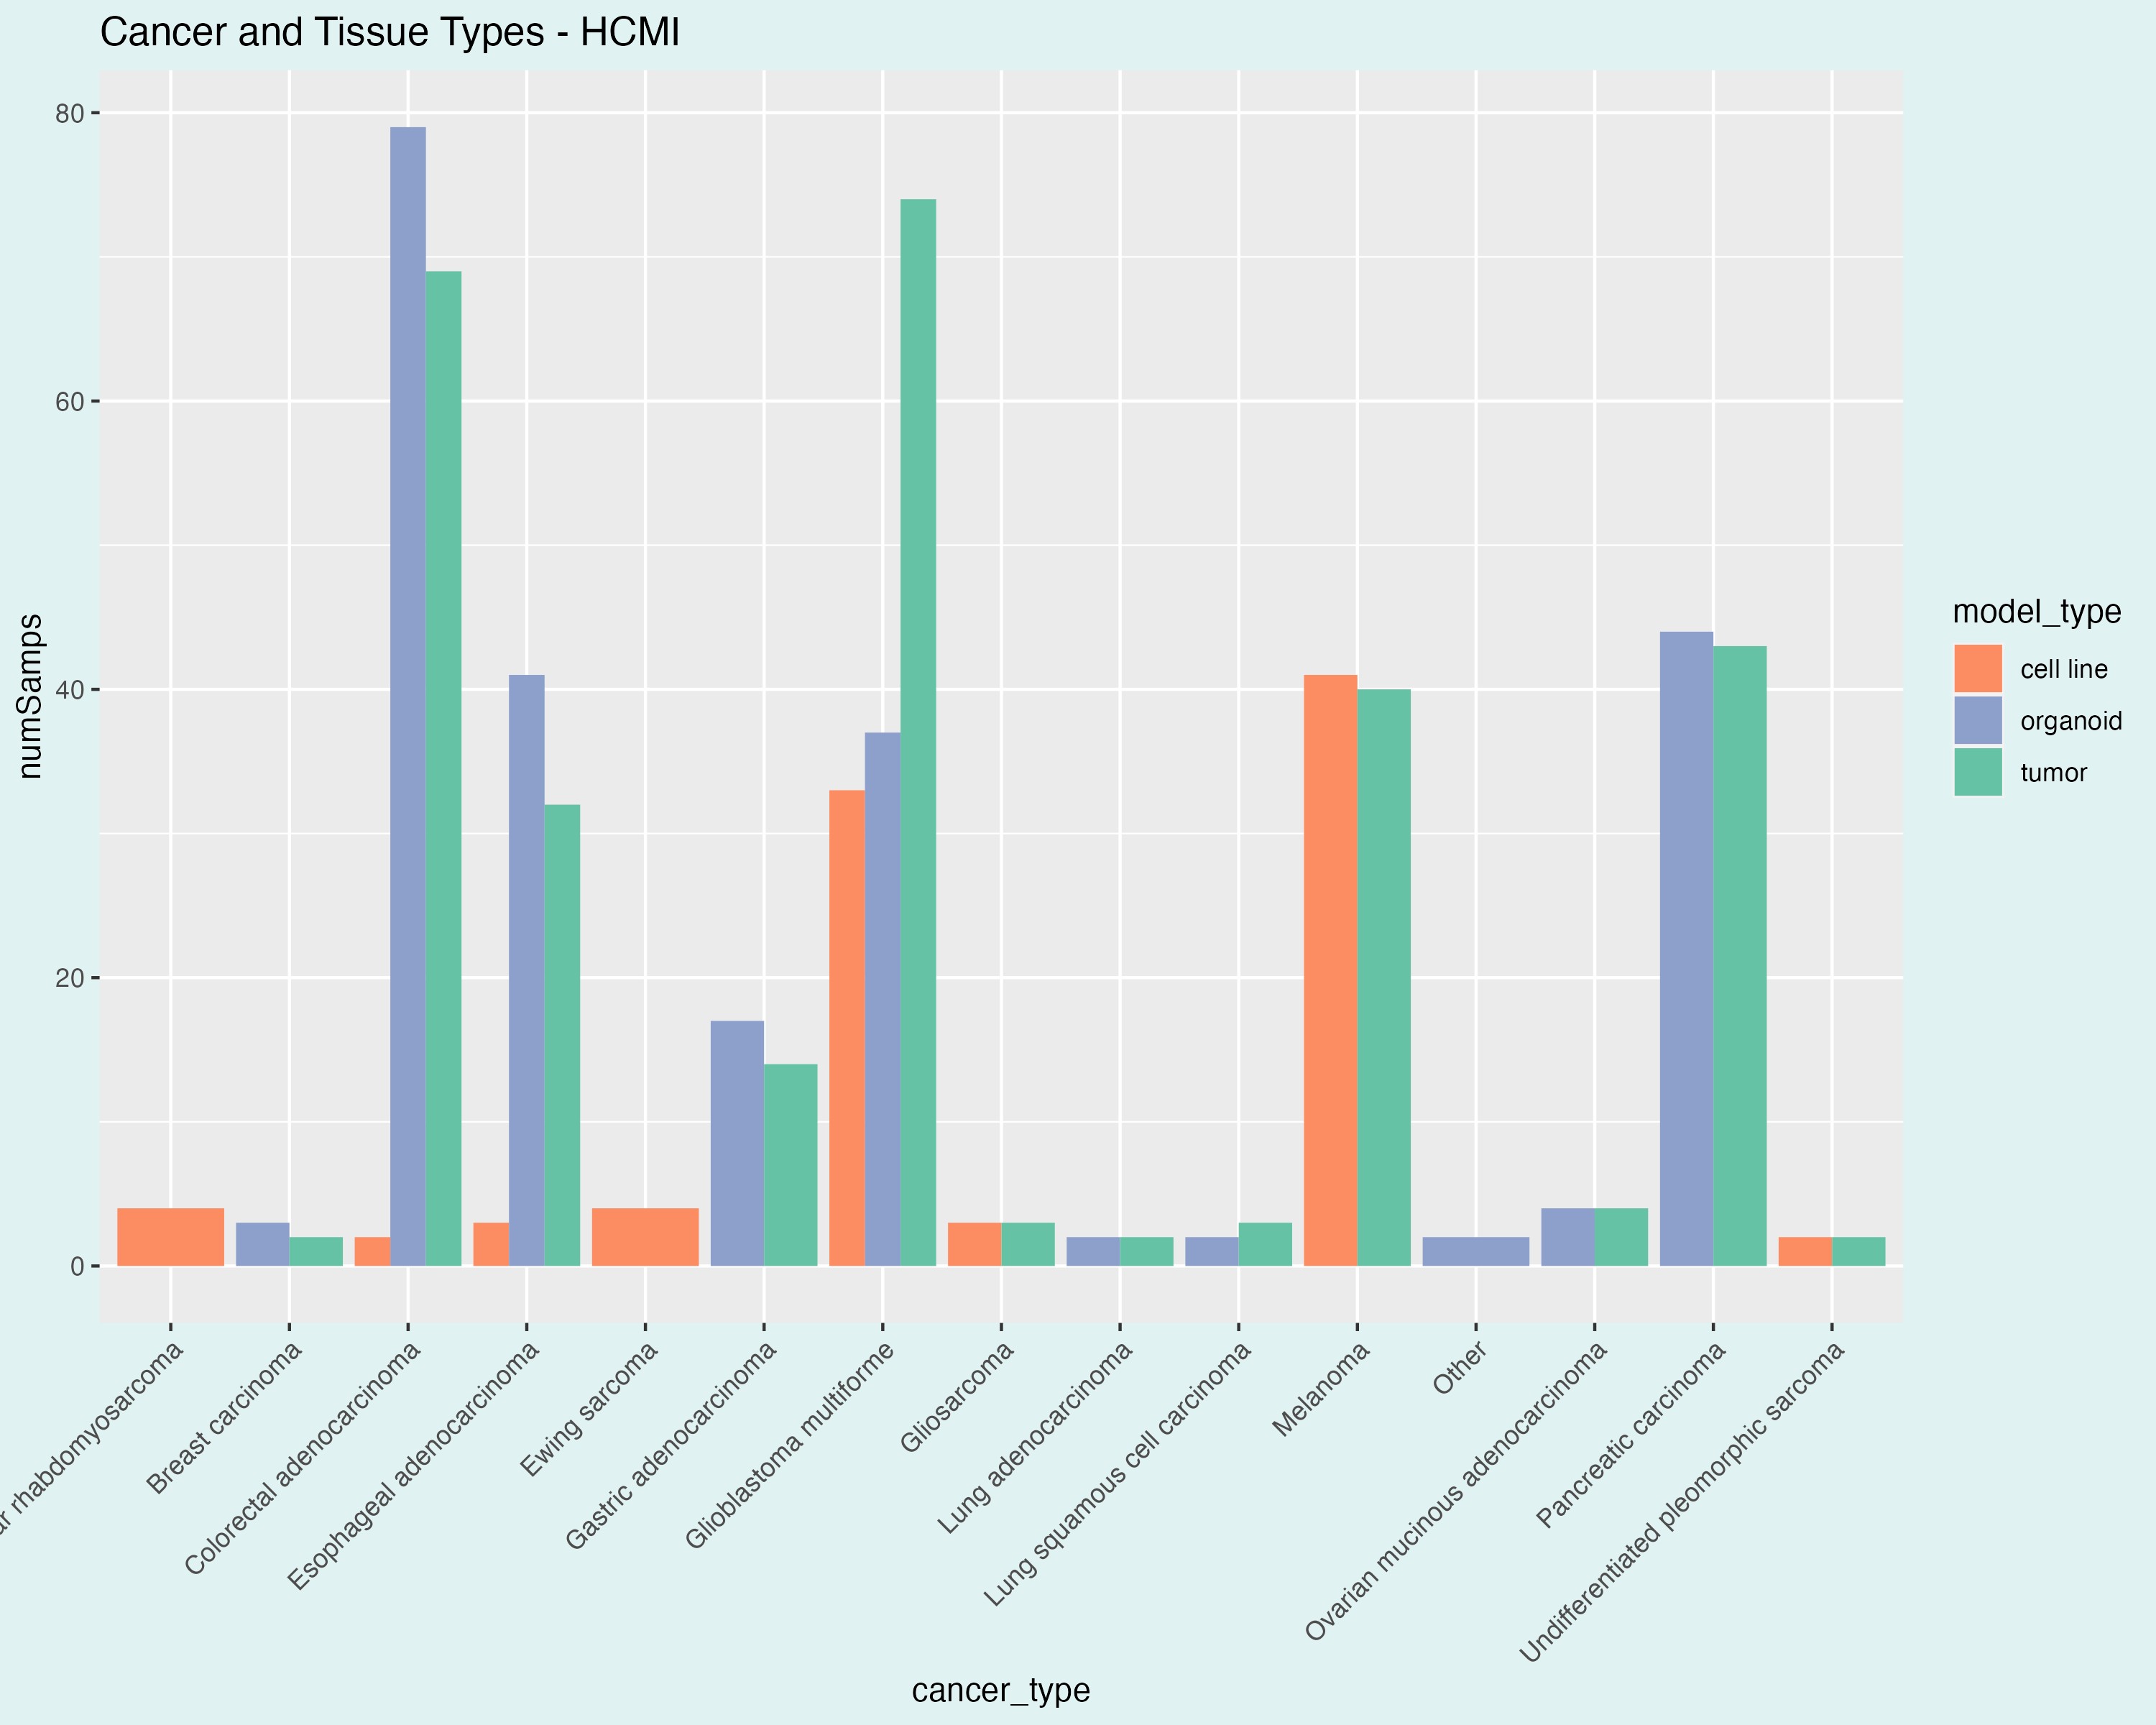 Cancer and Tissue Types - HCMI
numSamps
80
60
40
20
0
rhabdomyosarcoma
Breast carcinoma
Colorectal adenocarcinoma
Esophageal adenocarcinoma
Ewing sarcoma
Gastric adenocarcinoma
Glioblastoma multiforme
Gliosarcoma
Lung adenocarcinoma
Lung squamous cell carcinoma
Melanoma
Other
Ovarian mucinous adenocarcinoma
Pancreatic carcinoma
Undifferentiated pleomorphic sarcoma
cancer_type
model_type
cell line
organoid
tumor